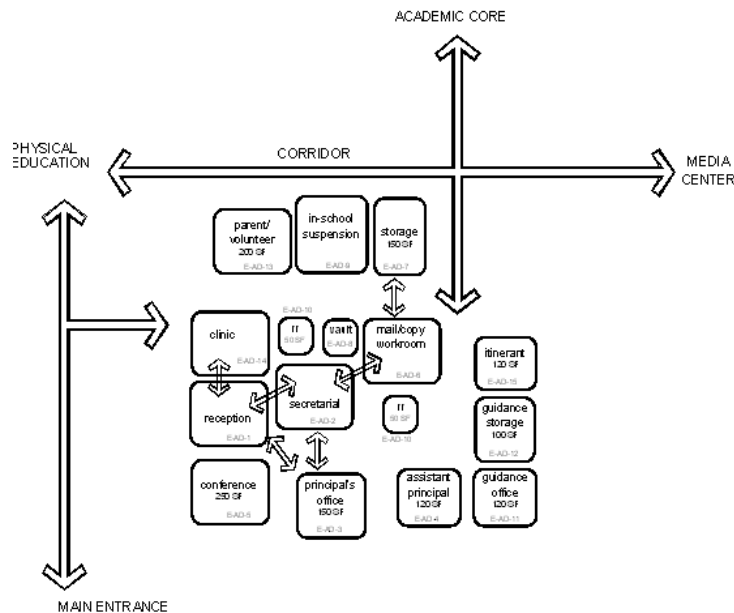 ACADEMIC CORE
PHYSICAL
EDUCATION
CORRIDOR
MEDIA
CENTER
parent/
volunteer
200 SF
E-AD-13
in-school
suspension
E-AD-9
storage
150 SF
E-AD-7
clinic
E-AD-14
E-AD-10
rr
50 SF
vault
E-AD-8
mail/copy
workroom
E-AD-6
itinerant
120 SF
E-AD-15
reception
E-AD-1
secretarial
E-AD-2
rr
50 SF
E-AD-10
guidance
storage
100 SF
E-AD-12
conference
250 SF
E-AD-5
principal's
office
150 SF
E-AD-3
assistant
principal
120 SF
E-AD-4
guidance
office
120 SF
E-AD-11
MAIN ENTRANCE